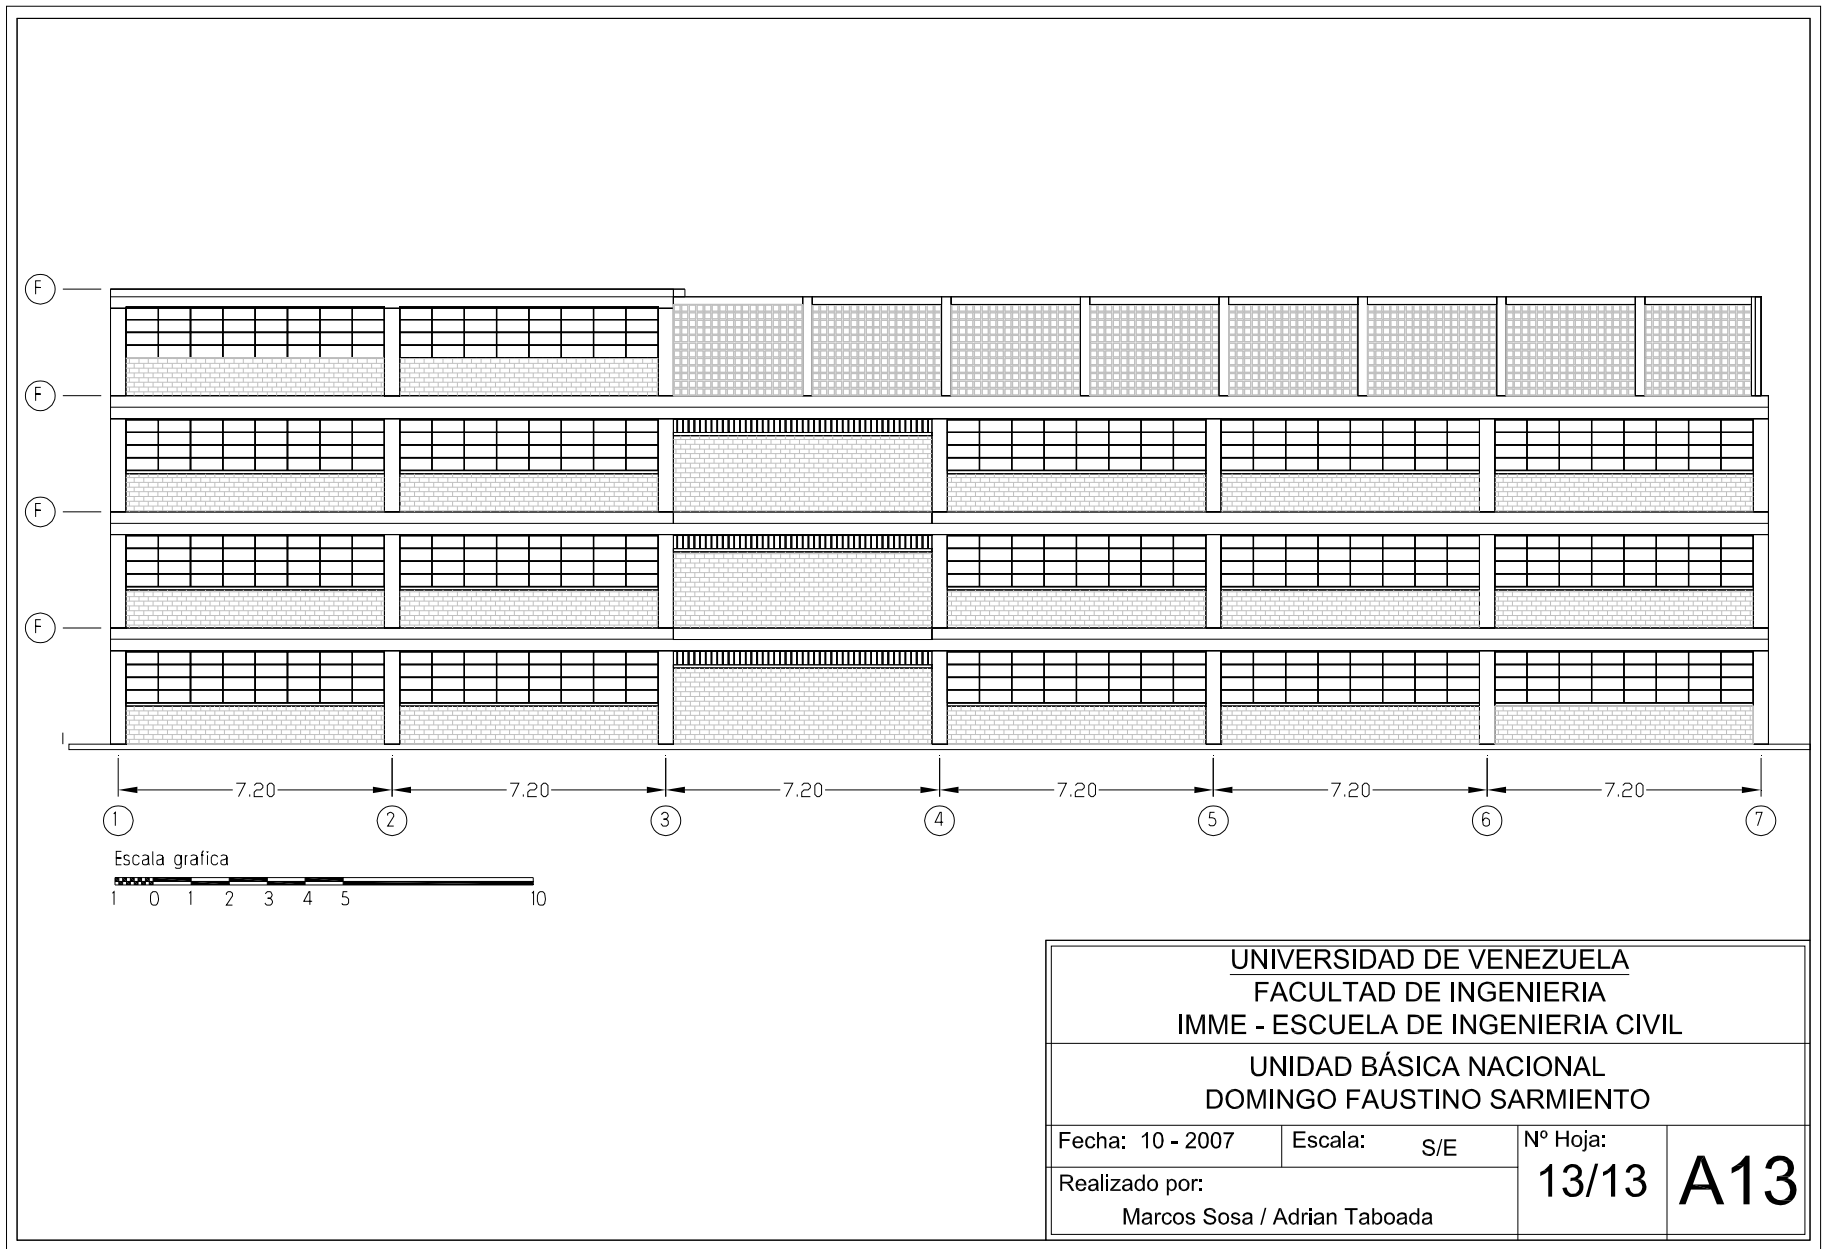 F
F
F
F
7.20 7.20 7.20 7.20 7.20 7.20
1 2 3 4 5 6 7
Escala grafica
1 0 1 2 3 4 5 10
UNIVERSIDAD DE VENEZUELA
FACULTAD DE INGENIERIA
IMME - ESCUELA DE INGENIERIA CIVIL
UNIDAD BÁSICA NACIONAL
DOMINGO FAUSTINO SARMIENTO
Fecha: 10 - 2007
Escala: S/E
Nº Hoja:
13/13
A13
Realizado por:
Marcos Sosa / Adrian Taboada